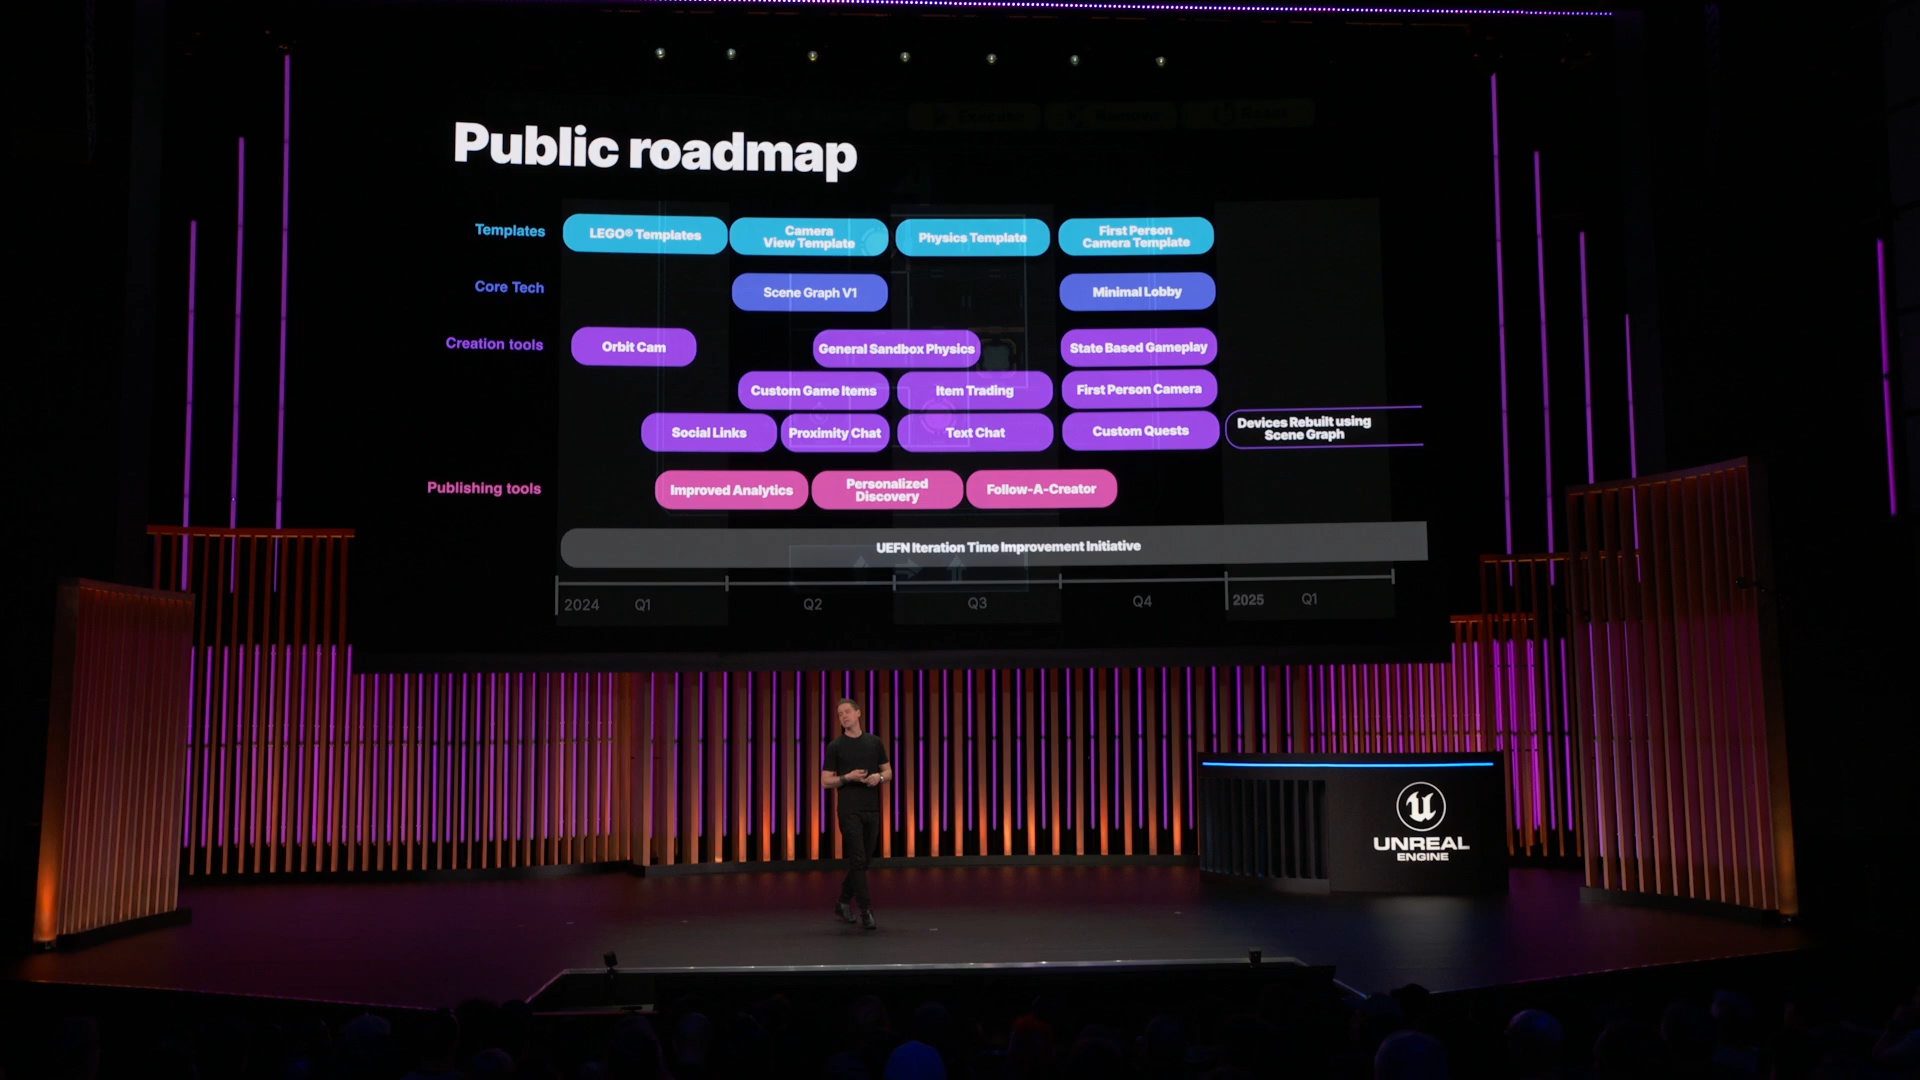 Public roadmap
Templates
LEGO® Templates
Camera
View Template
Physics Template
First Person
Camera Template
Core Tech
Scene Graph V1
Minimal Lobby
Creation tools
Orbit Cam
General Sandbox Physics
State Based Gameplay
Custom Game Items
Item Trading
First Person Camera
Social Links
Proximity Chat
Text Chat
Custom Quests
Devices Rebuilt using
Scene Graph
Publishing tools
Improved Analytics
Personalized
Discovery
Follow-A-Creator
UEFN Iteration Time Improvement Initiative
2024 Q1
Q2
Q3
Q4
2025 Q1
UNREAL
ENGINE